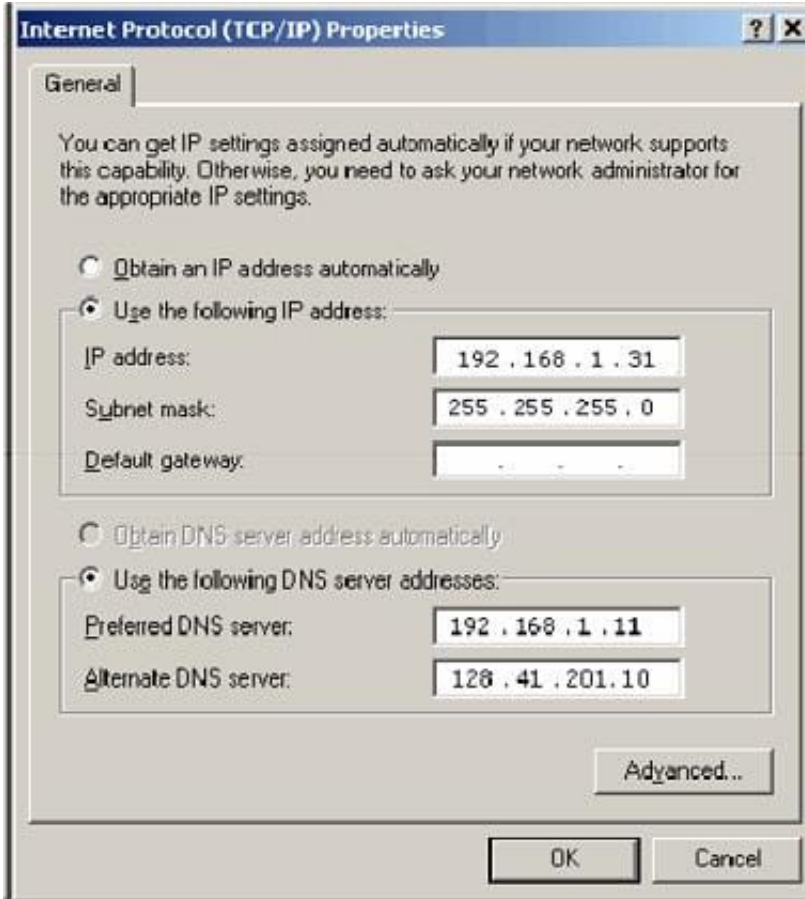 Internet Protocol (TCP/IP) Properties
General
You can get IP settings assigned automatically if your network supports
this capability. Otherwise, you need to ask your network administrator for
the appropriate IP settings.
Obtain an IP address automatically
Use the following IP address:
IP address: 192 . 168 . 1 . 31
Subnet mask: 255 . 255 . 255 . 0
Default gateway: . . .
Obtain DNS server address automatically
Use the following DNS server addresses:
Preferred DNS server: 192 . 168 . 1 . 11
Alternate DNS server: 128 . 41 . 201.10
Advanced...
OK Cancel